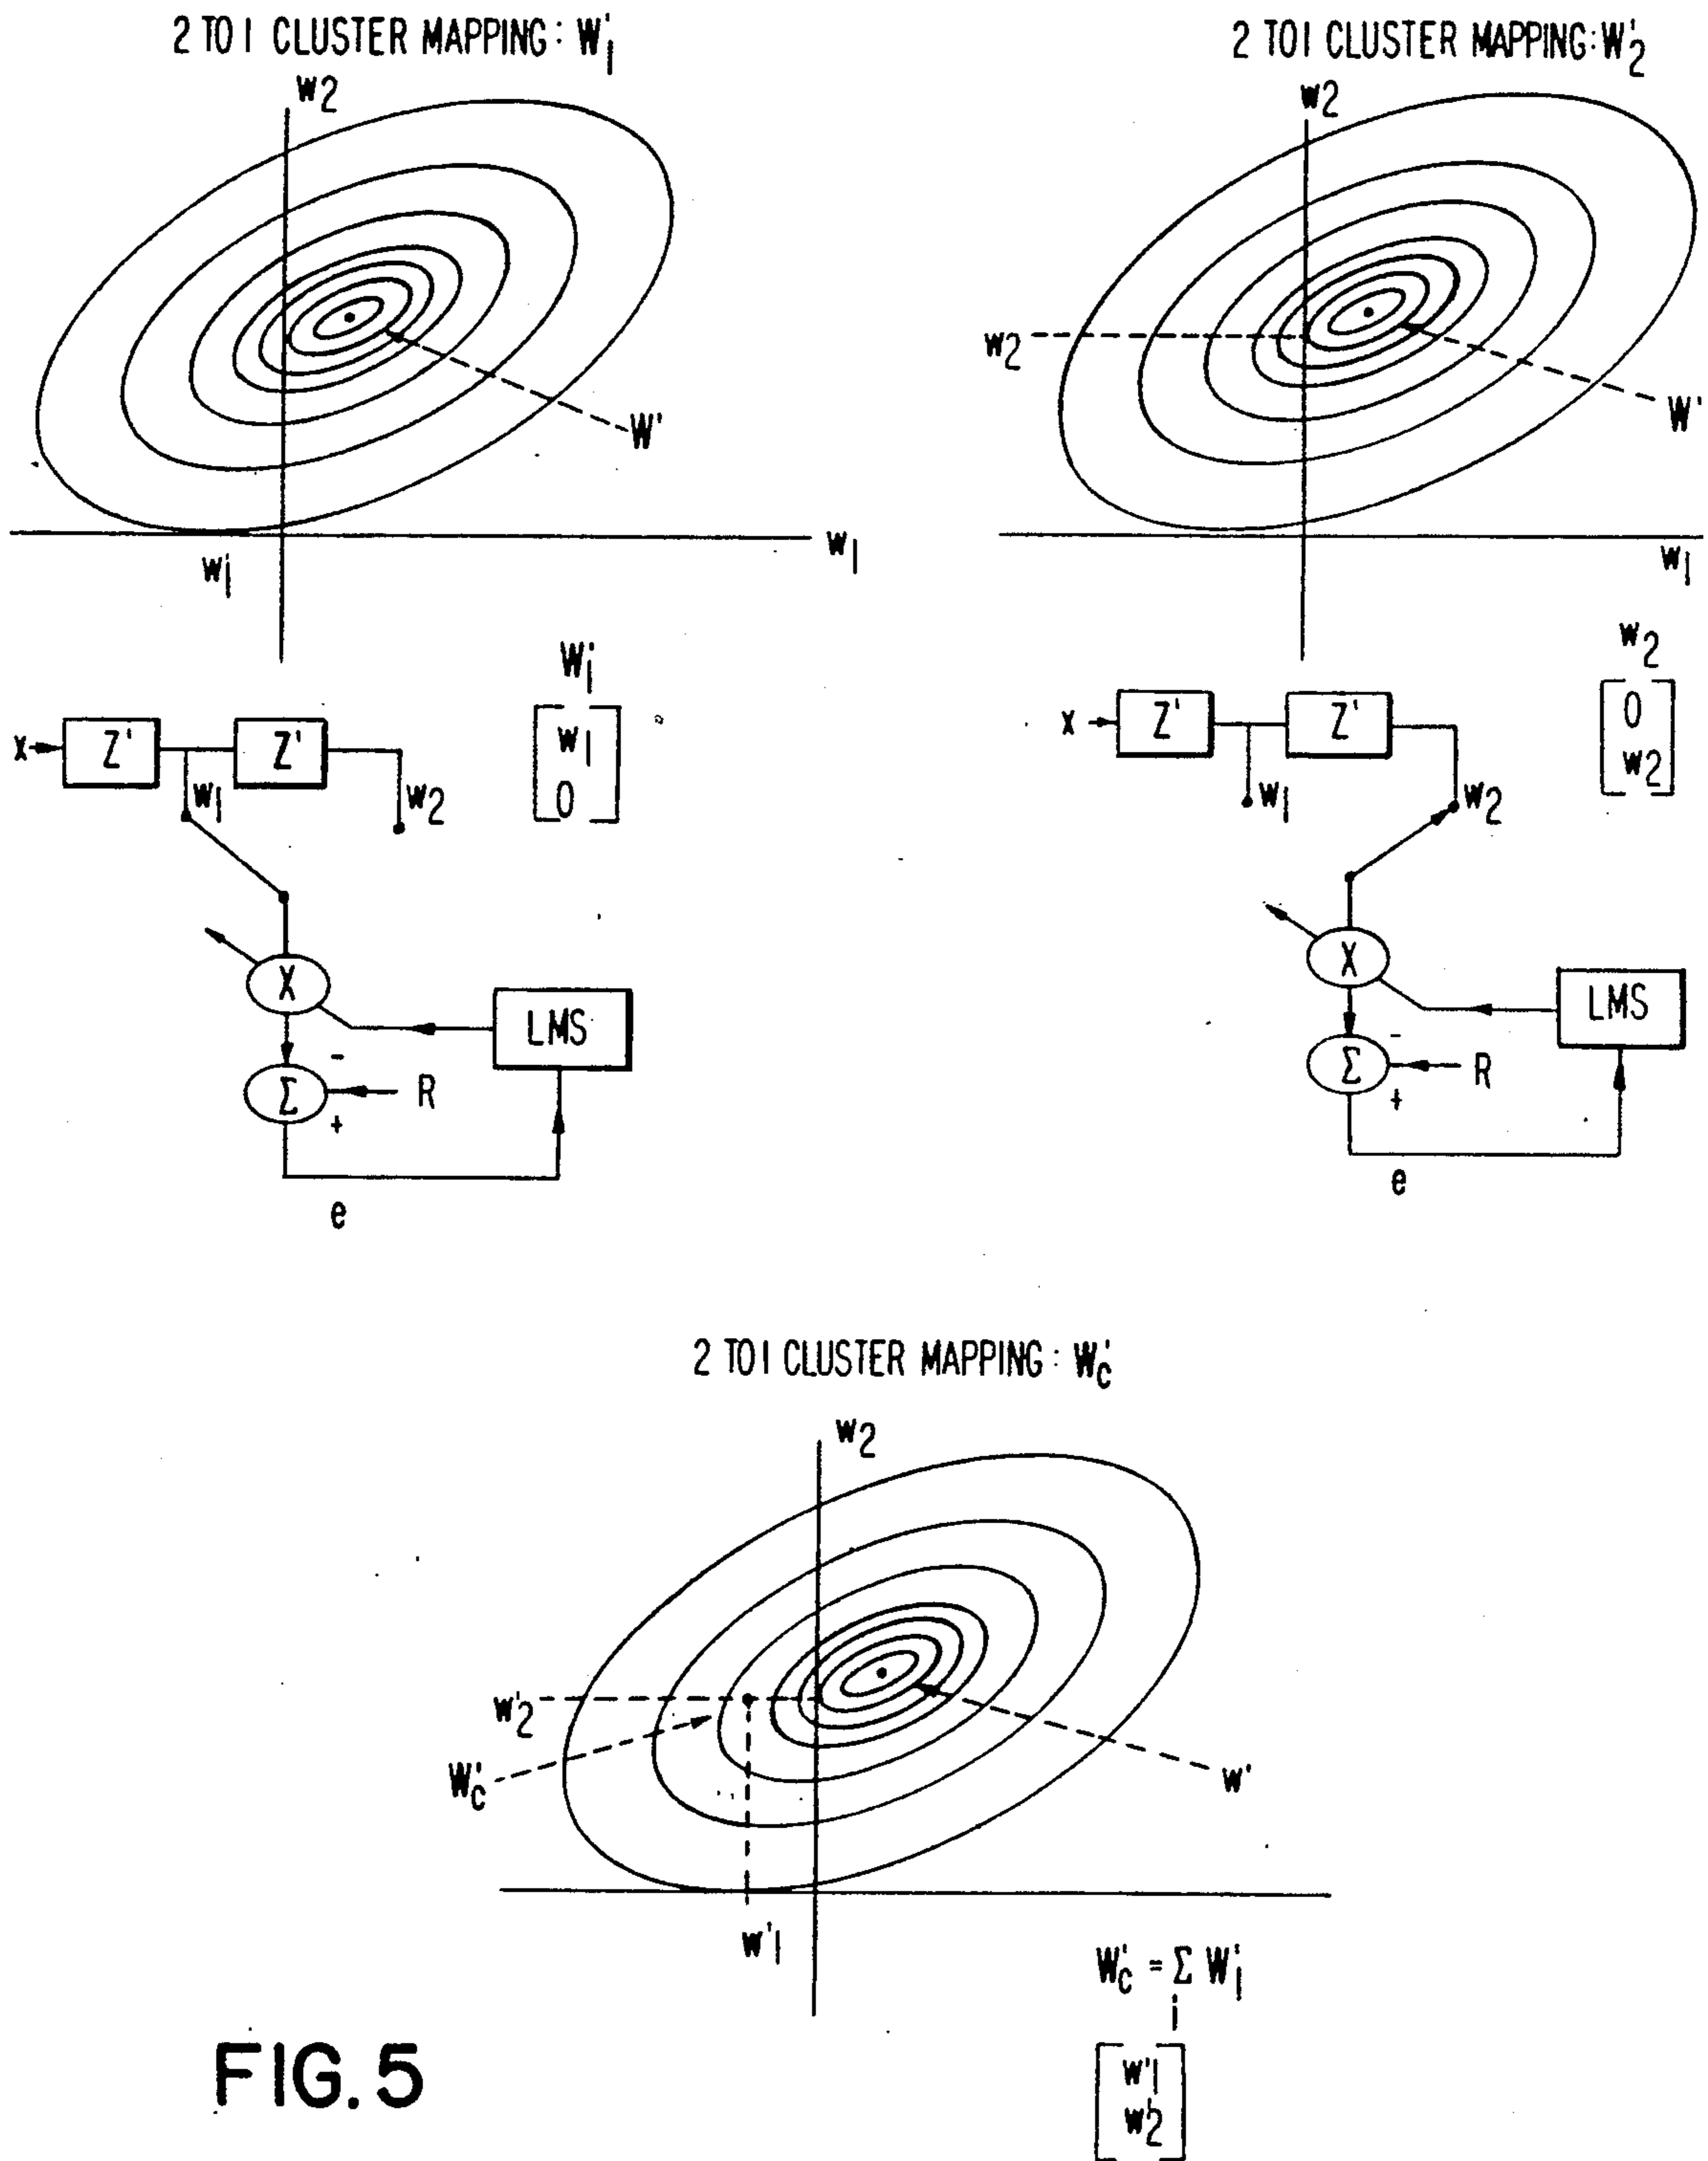 2 TO 1 CLUSTER MAPPING: W'1
w2
W'
w1
w'1
W'1
w1
0
X
Z'
Z'
w1
w2
X
LMS
-
Σ
R
+
e
2 TO 1 CLUSTER MAPPING: W'2
w2
w2
W'
w1
w2
0
w2
X
Z'
Z'
w1
w2
X
LMS
-
Σ
R
+
e
2 TO 1 CLUSTER MAPPING: W'c
w2
w'2
W'c
w'
w'1
W'c = Σ W'i
i
w'1
w'2
FIG. 5